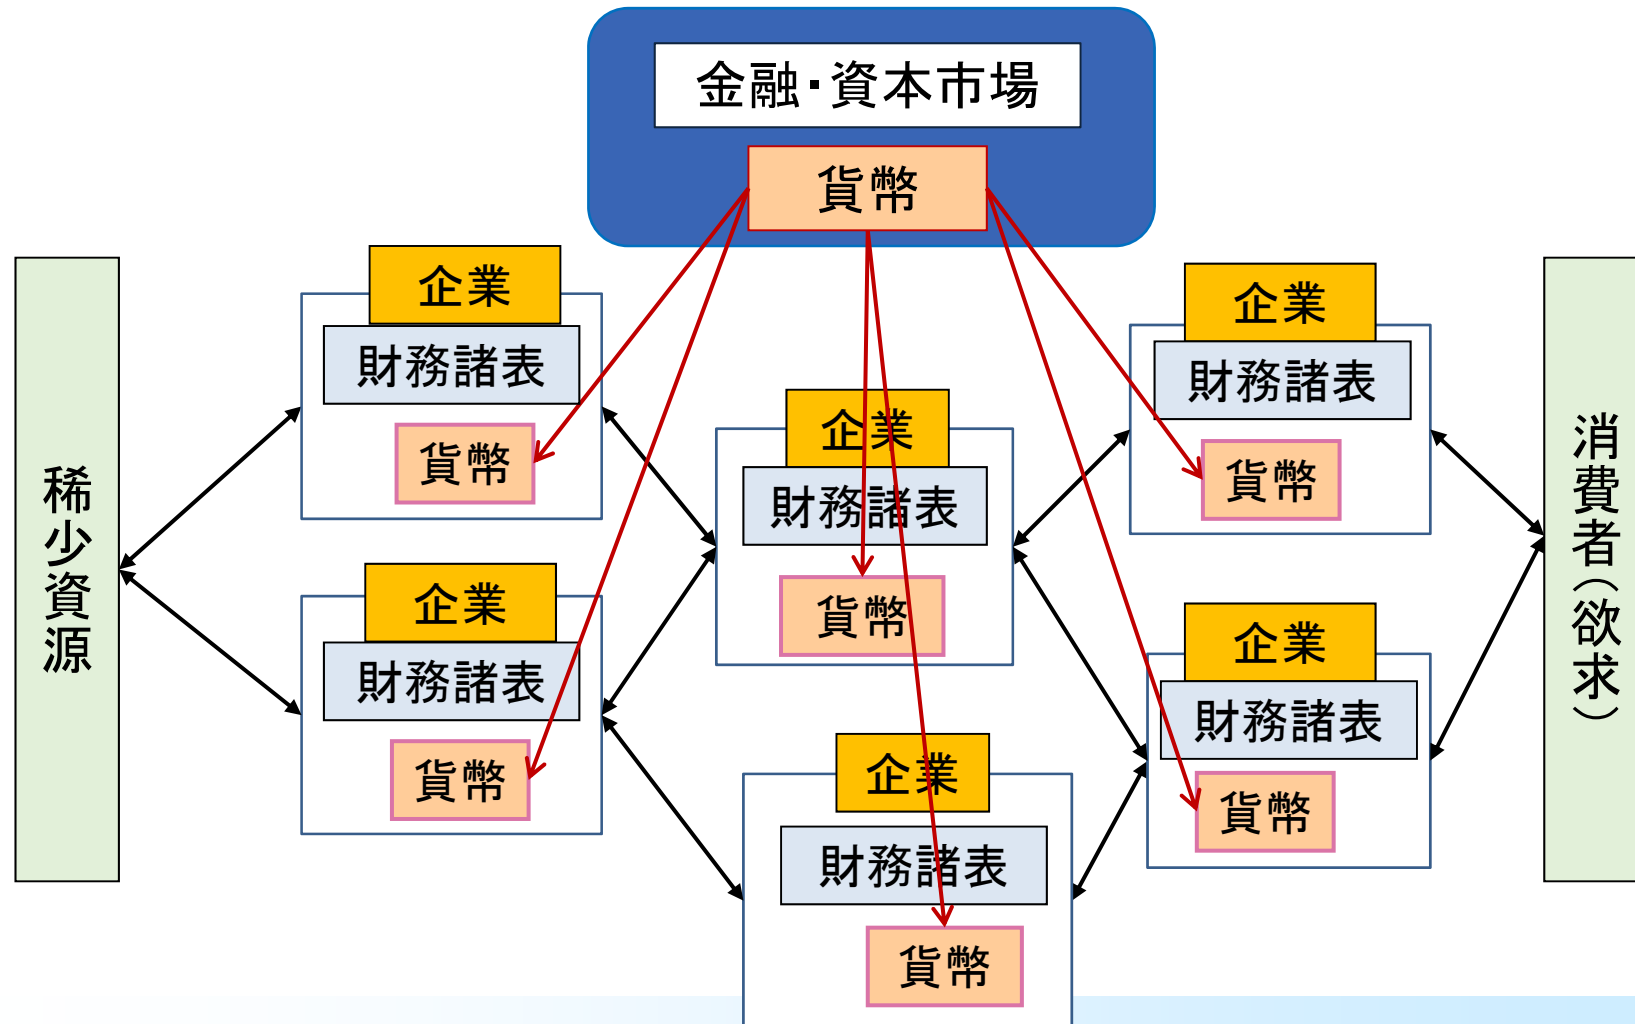 金融・資本市場
貨幣
稀少資源
企業
財務諸表
貨幣
企業
財務諸表
貨幣
企業
財務諸表
貨幣
企業
財務諸表
貨幣
企業
財務諸表
貨幣
企業
財務諸表
貨幣
消費者(欲求)